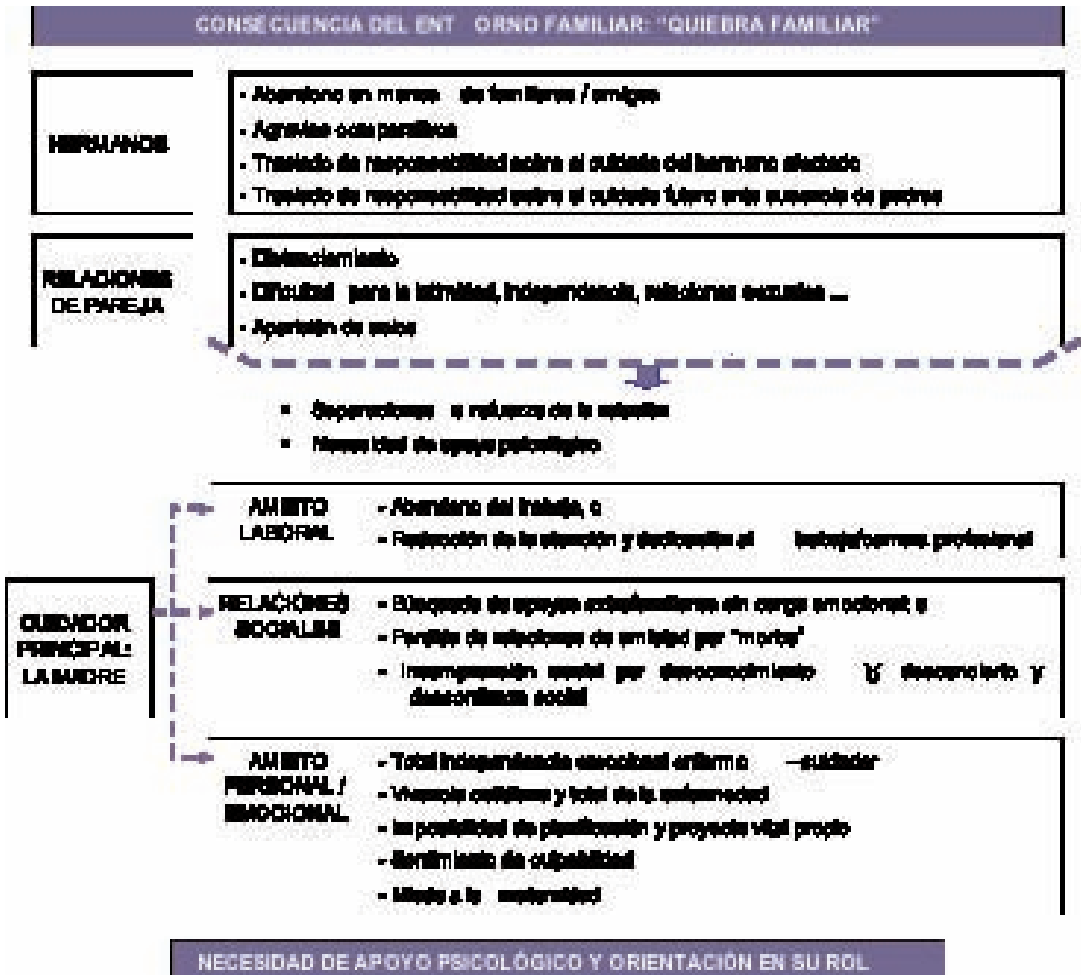 CONSECUENCIA DEL ENT ORNO FAMILIAR: "QUIEBRA FAMILIAR"
HERMANOS
- Abandono en manos de familiares / amigos
- Agravios comparativos
- Traslado de responsabilidad sobre el cuidado del hermano afectado
- Traslado de responsabilidad sobre el cuidado futuro ante ausencia de padres
RELACIONES
DE PAREJA
- Distanciamiento
- Dificultad para la intimidad, independencia, relaciones sexuales ...
- Aparición de celos
▪ Separaciones o refuerzo de la relación
▪ Necesidad de apoyo psicológico
CUIDADOR
PRINCIPAL:
LA MADRE
AMBITO
LABORAL
- Abandono del trabajo, o
- Reducción de la atención y dedicación al trabajo/carrera profesional
RELACIONES
SOCIALES
- Búsqueda de apoyos extrafamiliares sin carga emocional: o
- Perdida de relaciones de amistad por "morbo"
- Incomprensión social por desconocimiento desconcierto y
desconfianza social
AMBITO
PERSONAL /
EMOCIONAL
- Total independencia emocional enfermo –cuidador
- Vivencia cotidiana y total de la enfermedad
- Imposibilidad de planificación y proyecto vital propio
- Sentimiento de culpabilidad
- Miedo a la maternidad
NECESIDAD DE APOYO PSICOLÓGICO Y ORIENTACIÓN EN SU ROL